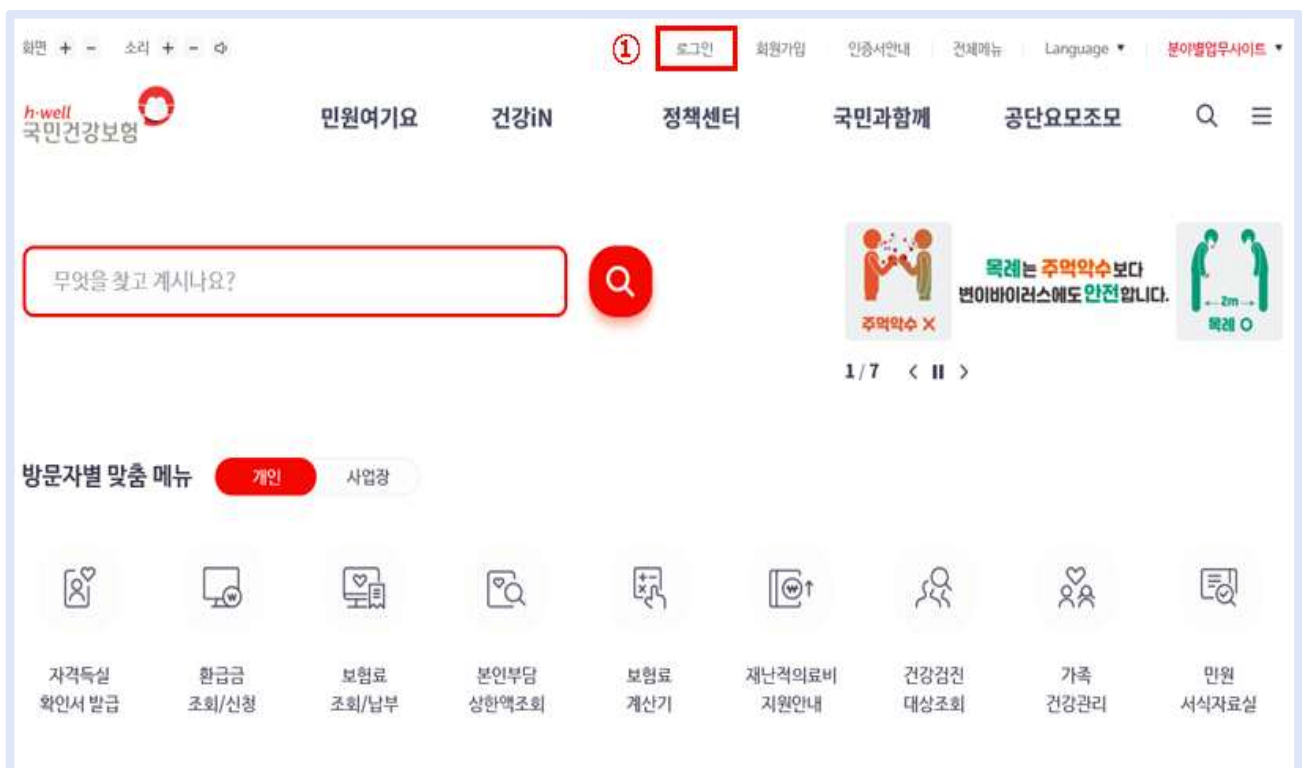 화면 + - 소리 + -
① 로그인 회원가입 인증서안내 전체메뉴 Language ▼ 분야별업무사이트 ▼
h·well
국민건강보험
민원여기요 건강iN 정책센터 국민과함께 공단요모조모
무엇을 찾고 계시나요?
목례는 주먹악수보다
변이바이러스에도 안전합니다.
주먹악수 X
2m
목례 O
1/7
방문자별 맞춤 메뉴 개인 사업장
자격득실
확인서 발급
환급금
조회/신청
보험료
조회/납부
본인부담
상한액조회
보험료
계산기
재난적의료비
지원안내
건강검진
대상조회
가족
건강관리
민원
서식자료실